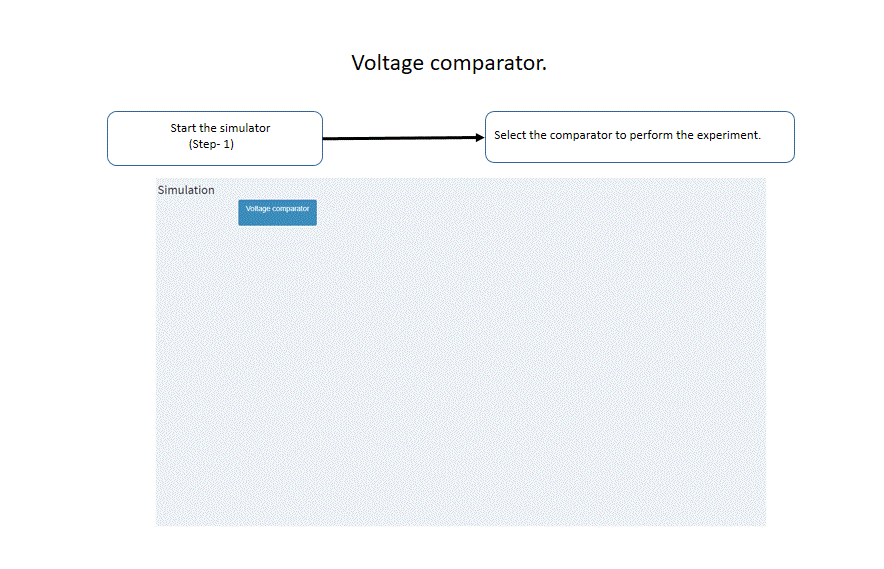 Voltage comparator.
Start the simulator
(Step- 1)
Select the comparator to perform the experiment.
Simulation
Voltage comparator